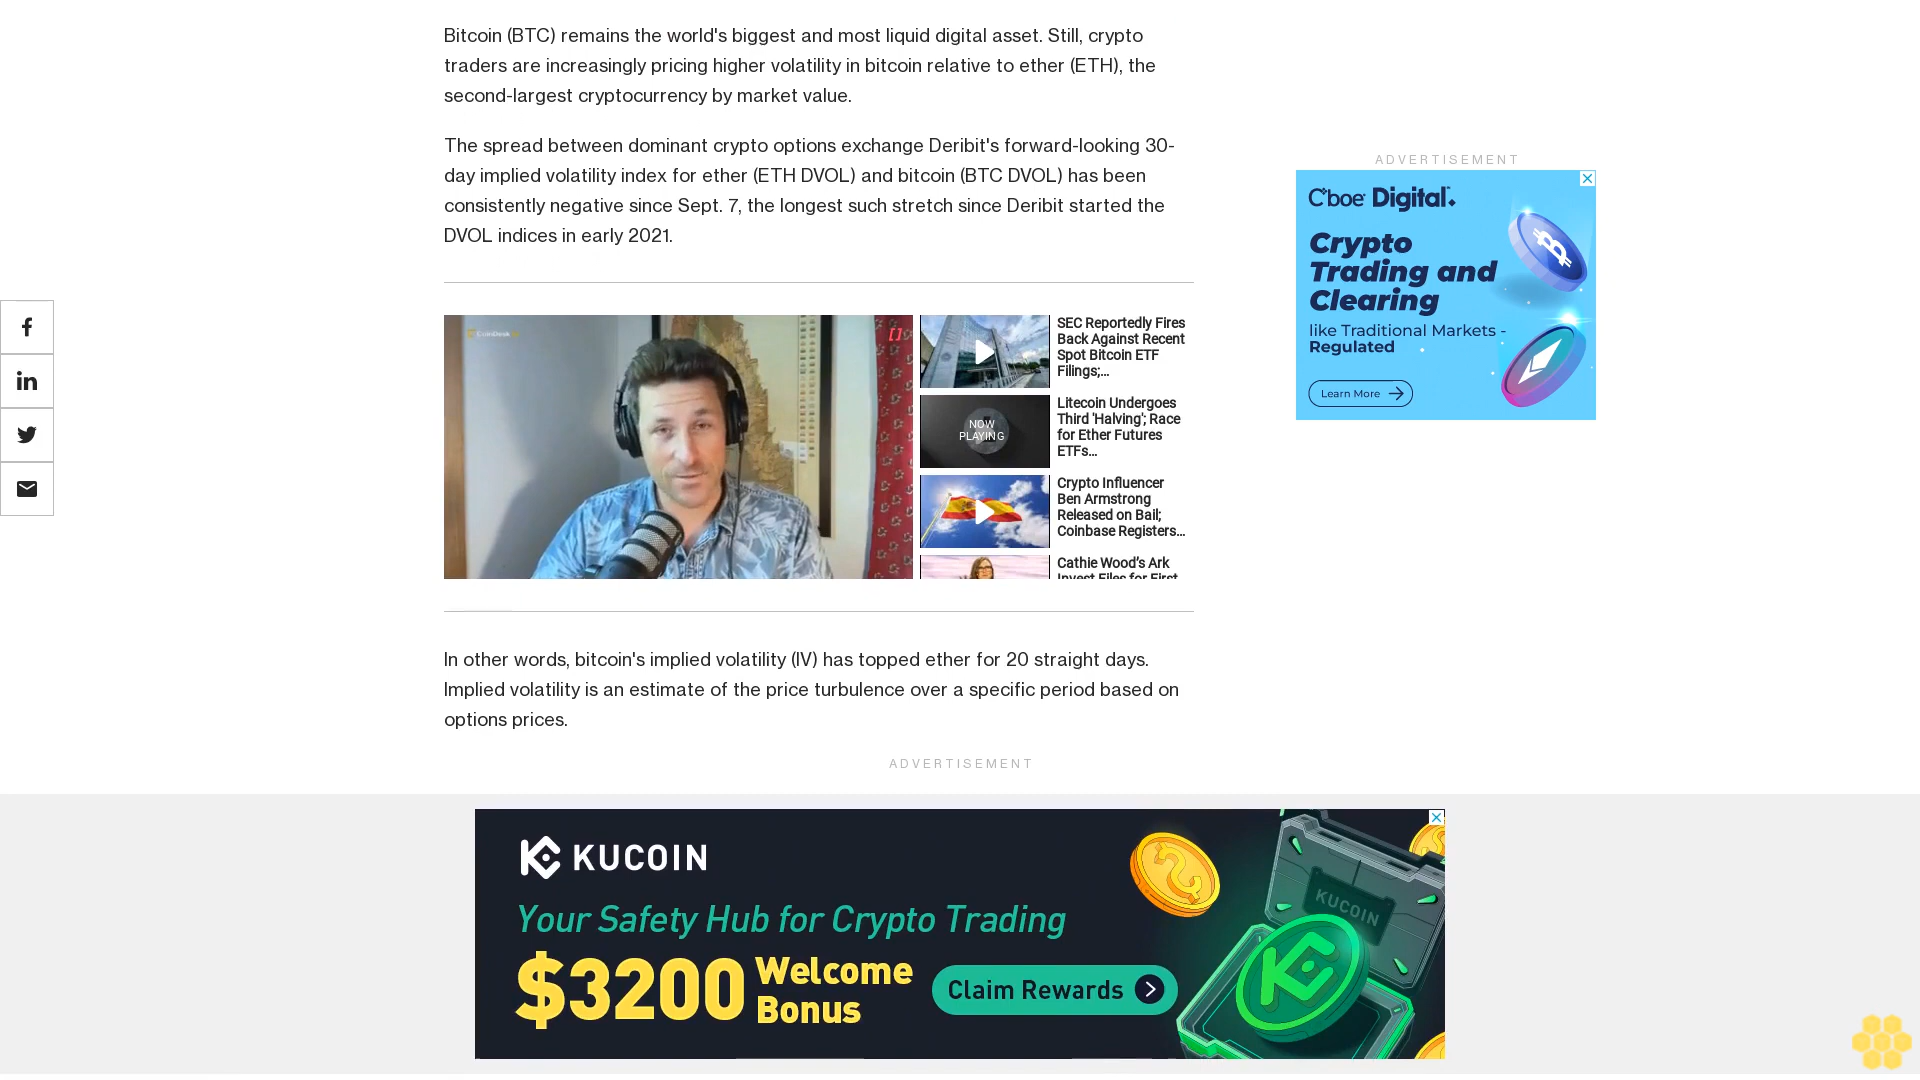 Bitcoin (BTC) remains the world's biggest and most liquid digital asset. Still, crypto
traders are increasingly pricing higher volatility in bitcoin relative to ether (ETH), the
second-largest cryptocurrency by market value.
The spread between dominant crypto options exchange Deribit's forward-looking 30-
day implied volatility index for ether (ETH DVOL) and bitcoin (BTC DVOL) has been
consistently negative since Sept. 7, the longest such stretch since Deribit started the
DVOL indices in early 2021.
ADVERTISEMENT
Cboe Digital
Crypto
Trading and
Clearing
like Traditional Markets -
Regulated
Learn More
CoinDesk
SEC Reportedly Fires
Back Against Recent
Spot Bitcoin ETF
Filings;...
NOW
PLAYING
Litecoin Undergoes
Third 'Halving'; Race
for Ether Futures
ETFs...
Crypto Influencer
Ben Armstrong
Released on Bail;
Coinbase Registers...
Cathie Wood's Ark
Invest Files for First
In other words, bitcoin's implied volatility (IV) has topped ether for 20 straight days.
Implied volatility is an estimate of the price turbulence over a specific period based on
options prices.
ADVERTISEMENT
KUCOIN
Your Safety Hub for Crypto Trading
$3200 Welcome
Bonus
Claim Rewards
KUCOIN